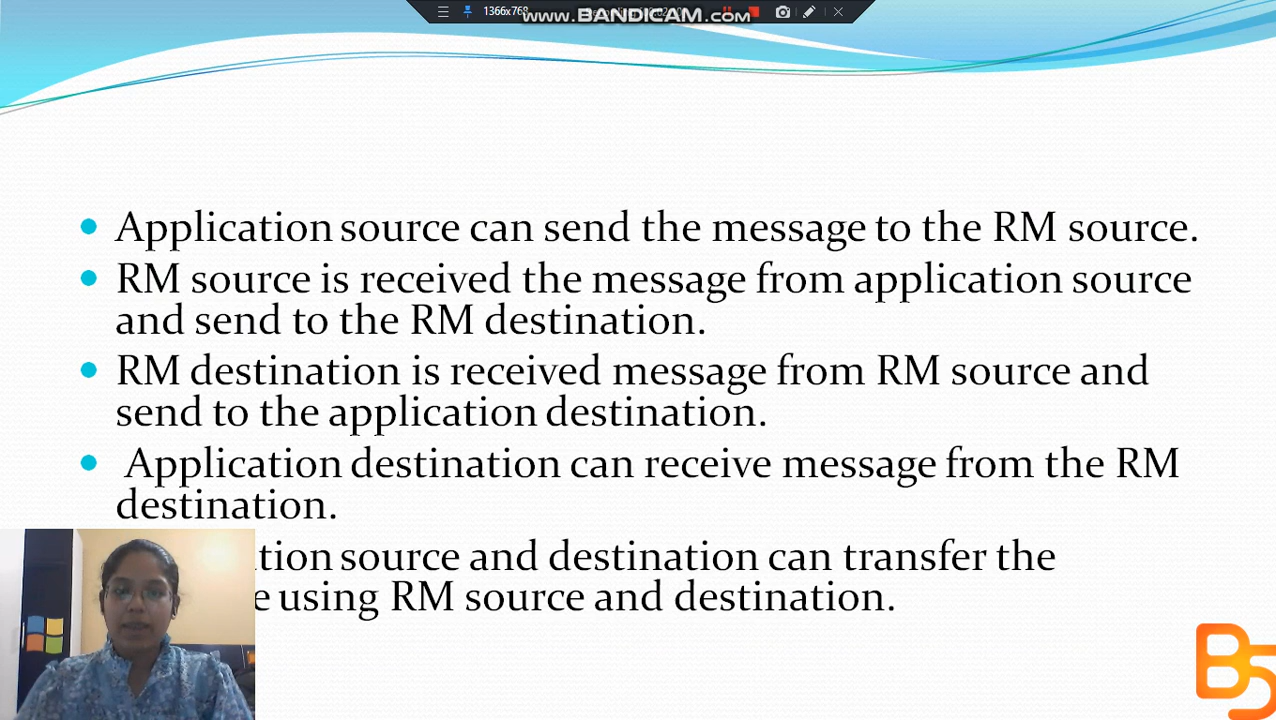 1366x768
www.BANDICAM.com
Application source can send the message to the RM source.
RM source is received the message from application source
and send to the RM destination.
RM destination is received message from RM source and
send to the application destination.
Application destination can receive message from the RM
destination.
tion source and destination can transfer the
e using RM source and destination.
B5